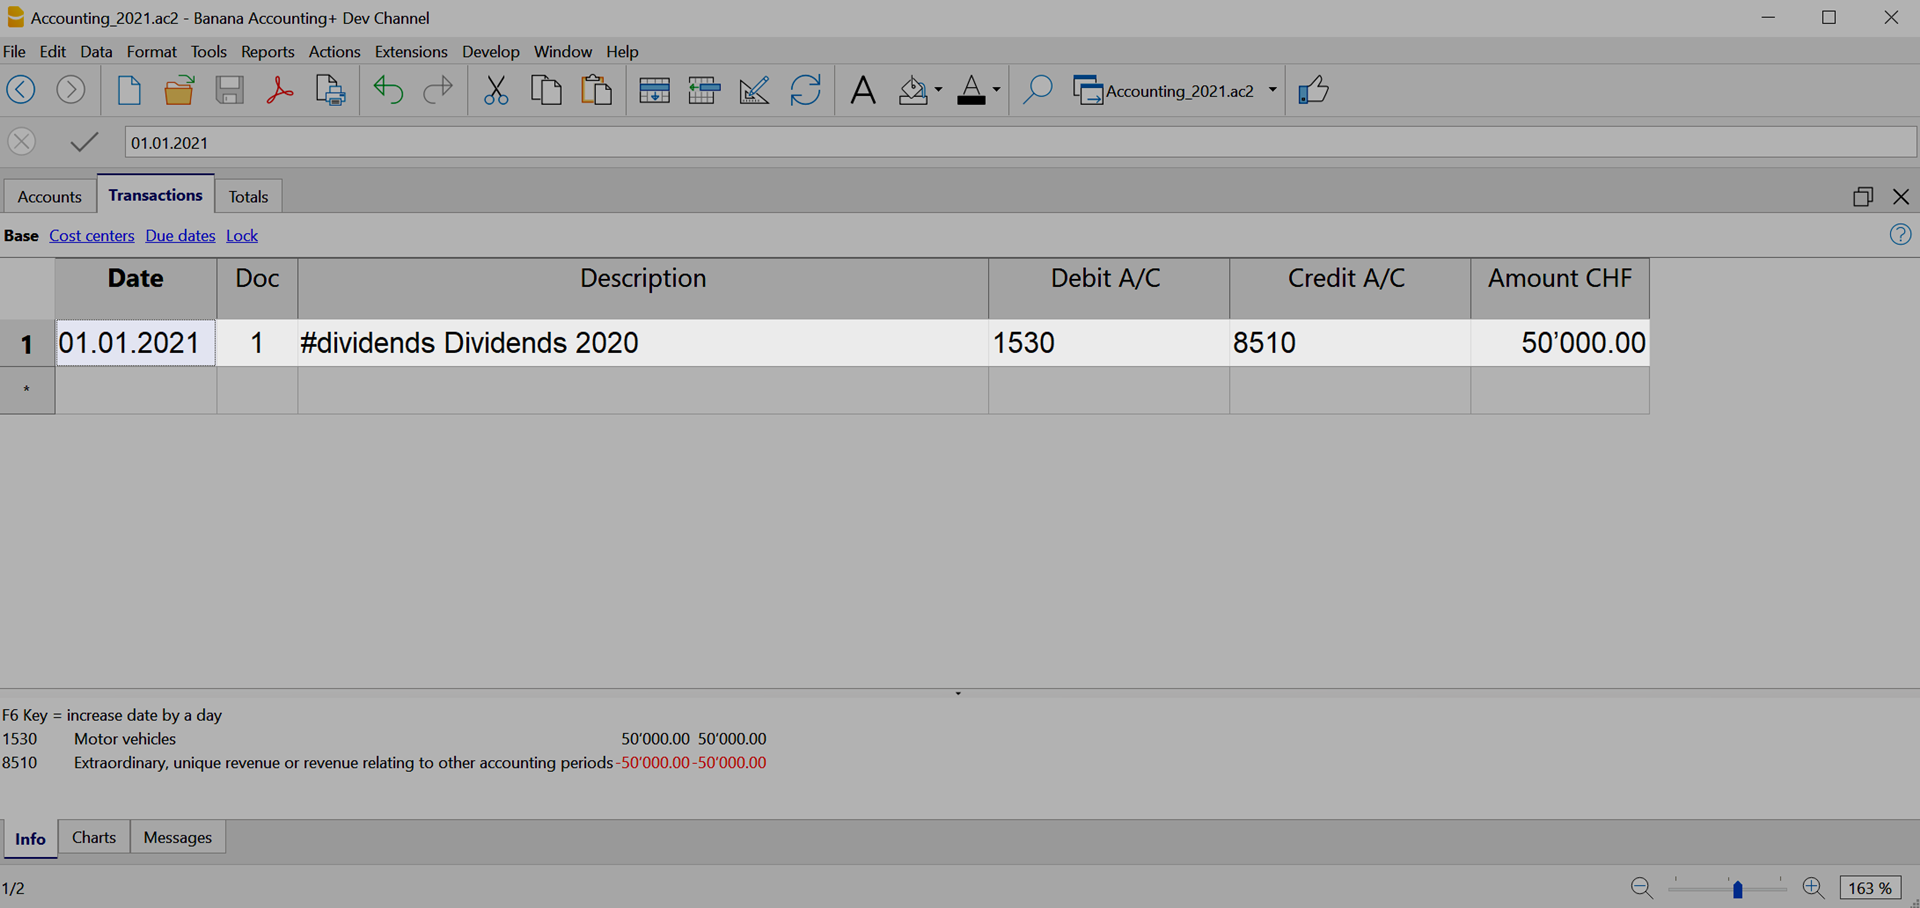 Accounting_2021.ac2 - Banana Accounting+ Dev Channel
File Edit Data Format Tools Reports Actions Extensions Develop Window Help
Accounting_2021.ac2
01.01.2021
Accounts Transactions Totals
Base Cost centers Due dates Lock
Date Doc Description Debit A/C Credit A/C Amount CHF
1 01.01.2021 1 #dividends Dividends 2020 1530 8510 50’000.00
*
F6 Key = increase date by a day
1530 Motor vehicles 50’000.00 50’000.00
8510 Extraordinary, unique revenue or revenue relating to other accounting periods -50’000.00 -50’000.00
Info Charts Messages
1/2 163 %